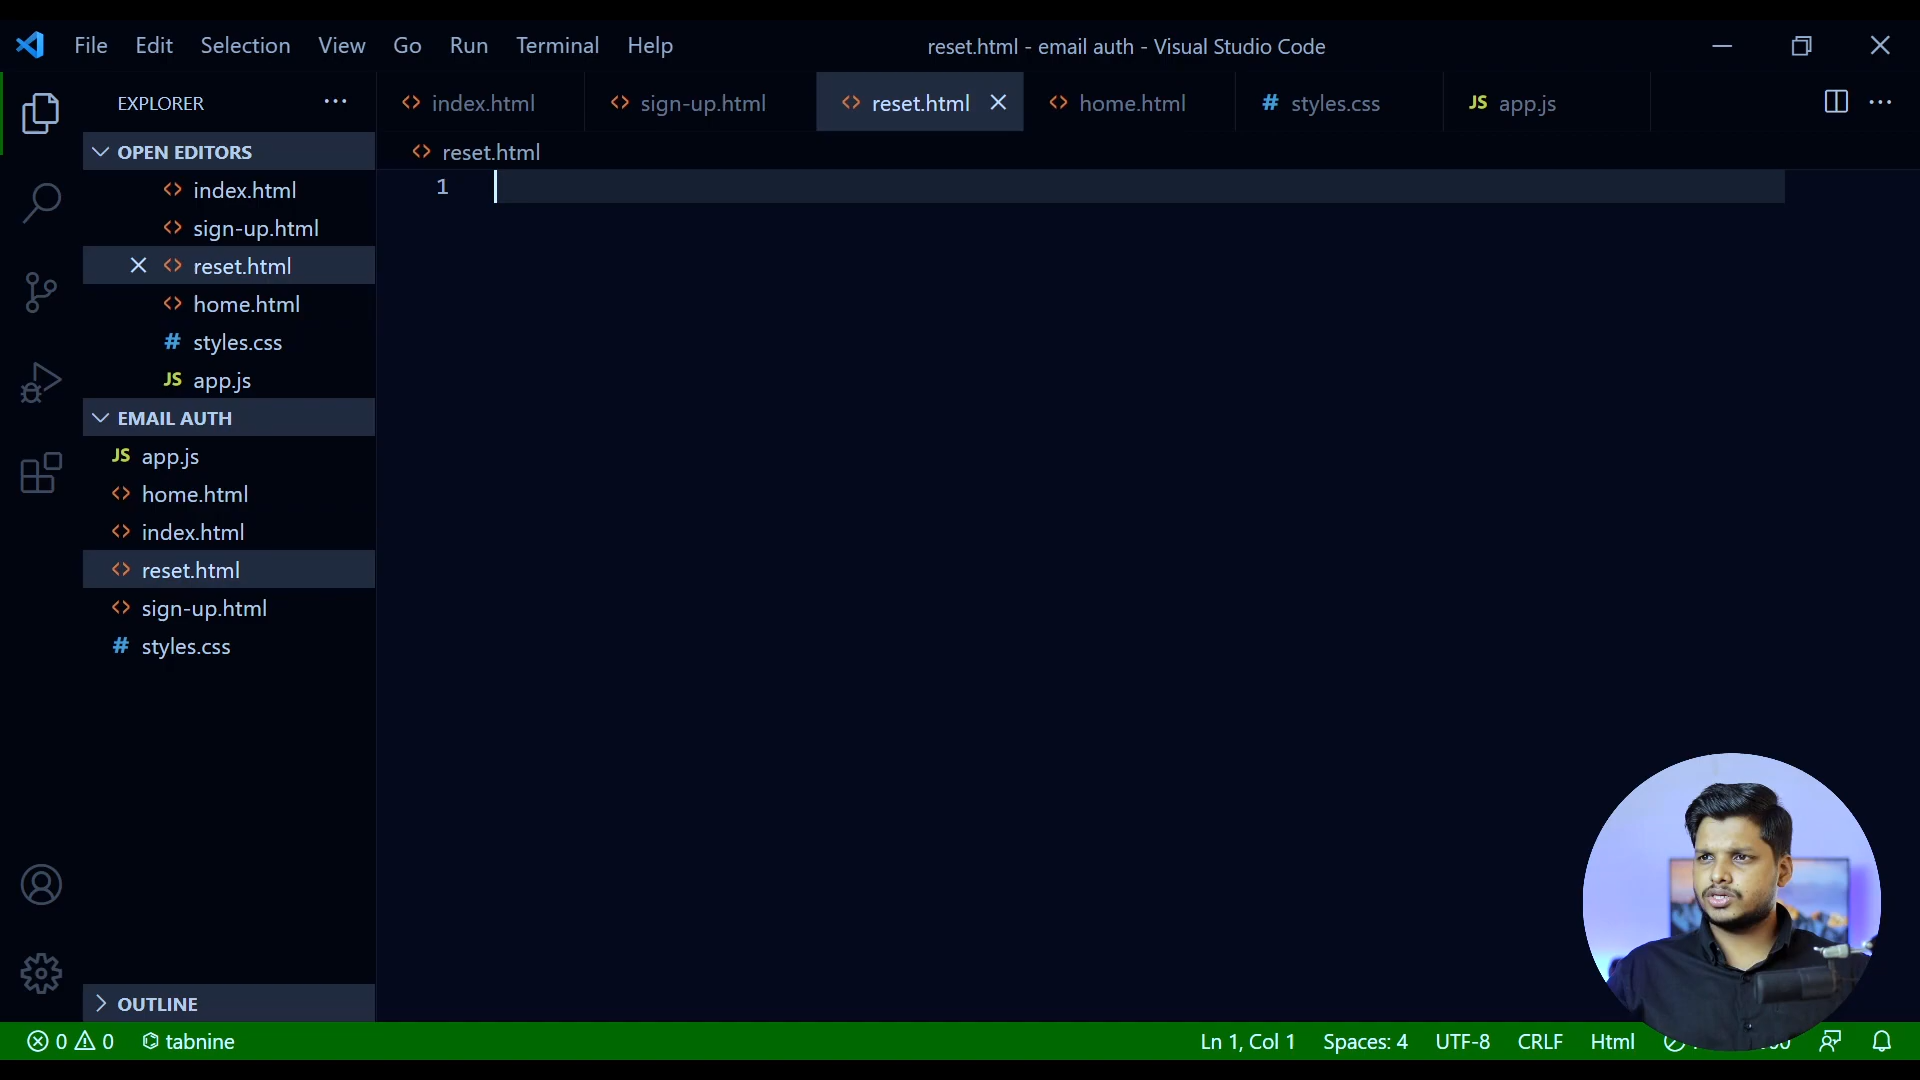 File Edit Selection View Go Run Terminal Help
reset.html - email auth - Visual Studio Code
EXPLORER
index.html
sign-up.html
reset.html
home.html
# styles.css
JS app.js
OPEN EDITORS
index.html
sign-up.html
reset.html
home.html
# styles.css
JS app.js
EMAIL AUTH
JS app.js
home.html
index.html
reset.html
sign-up.html
# styles.css
OUTLINE
reset.html
1
0 0 tabnine
Ln 1, Col 1 Spaces: 4 UTF-8 CRLF Html